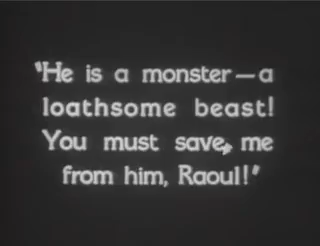 "He is a monster—a
loathsome beast!
You must save, me
from him, Raoul!"